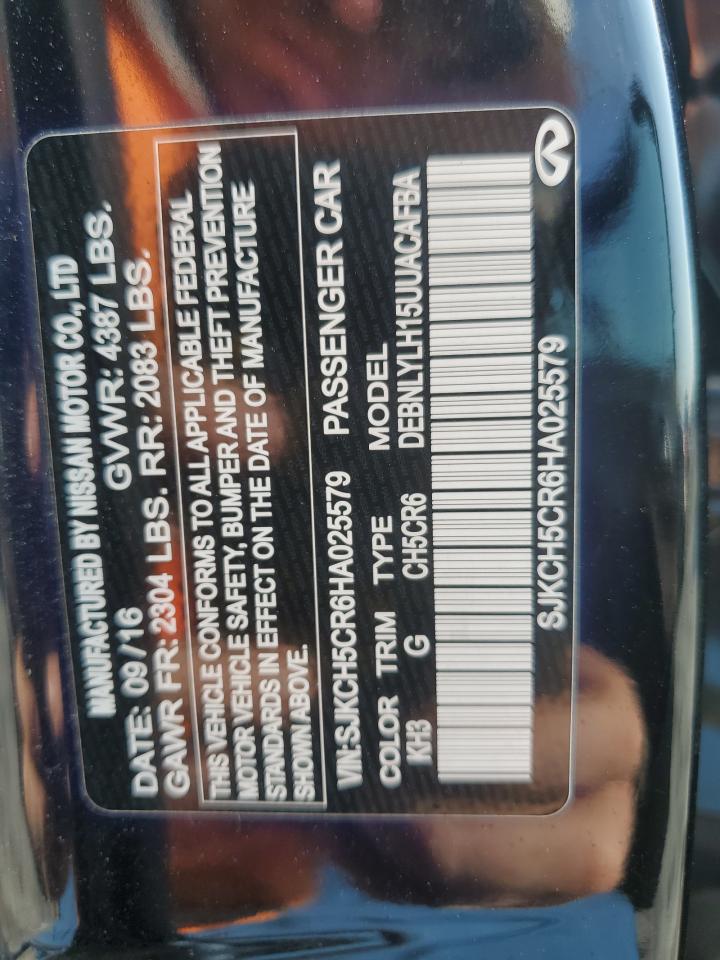 MANUFACTURED BY NISSAN MOTOR CO., LTD
DATE: 09/16 GVWR: 4387 LBS.
GAWR FR: 2304 LBS. RR: 2083 LBS.
THIS VEHICLE CONFORMS TO ALL APPLICABLE FEDERAL
MOTOR VEHICLE SAFETY, BUMPER AND THEFT PREVENTION
STANDARDS IN EFFECT ON THE DATE OF MANUFACTURE
SHOWN ABOVE.
VIN:SJKCH5CR6HA025579 PASSENGER CAR
COLOR TRIM TYPE MODEL
KH3 G CH5CR6 DEBNLYLH15UUACAFBA
SJKCH5CR6HA025579